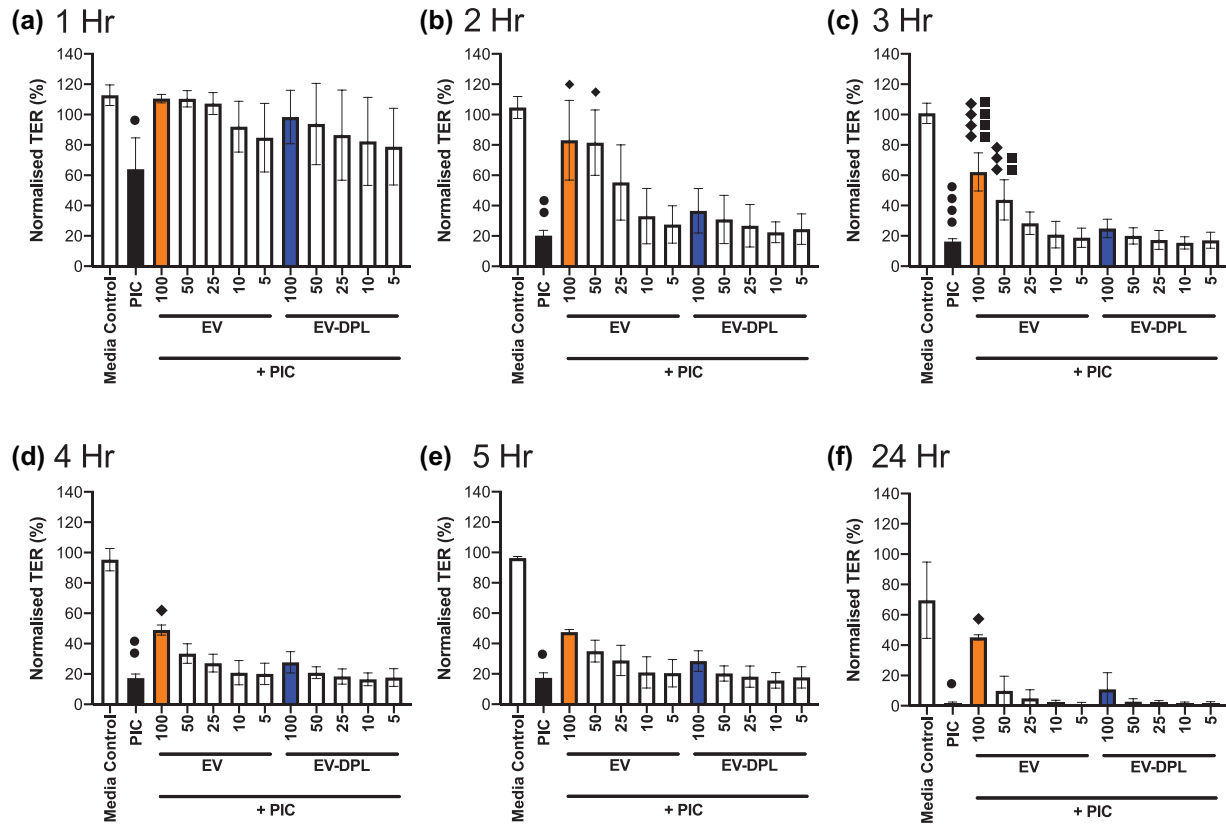 (a) 1 Hr
Normalised TER (%)
140
120
100
80
60
40
20
0
Media Control
PIC
100
50
25
10
5
100
50
25
10
5
EV
EV-DPL
+ PIC
(b) 2 Hr
Normalised TER (%)
140
120
100
80
60
40
20
0
Media Control
PIC
100
50
25
10
5
100
50
25
10
5
EV
EV-DPL
+ PIC
(c) 3 Hr
Normalised TER (%)
140
120
100
80
60
40
20
0
Media Control
PIC
100
50
25
10
5
100
50
25
10
5
EV
EV-DPL
+ PIC
(d) 4 Hr
Normalised TER (%)
140
120
100
80
60
40
20
0
Media Control
PIC
100
50
25
10
5
100
50
25
10
5
EV
EV-DPL
+ PIC
(e) 5 Hr
Normalised TER (%)
140
120
100
80
60
40
20
0
Media Control
PIC
100
50
25
10
5
100
50
25
10
5
EV
EV-DPL
+ PIC
(f) 24 Hr
Normalised TER (%)
140
120
100
80
60
40
20
0
Media Control
PIC
100
50
25
10
5
100
50
25
10
5
EV
EV-DPL
+ PIC